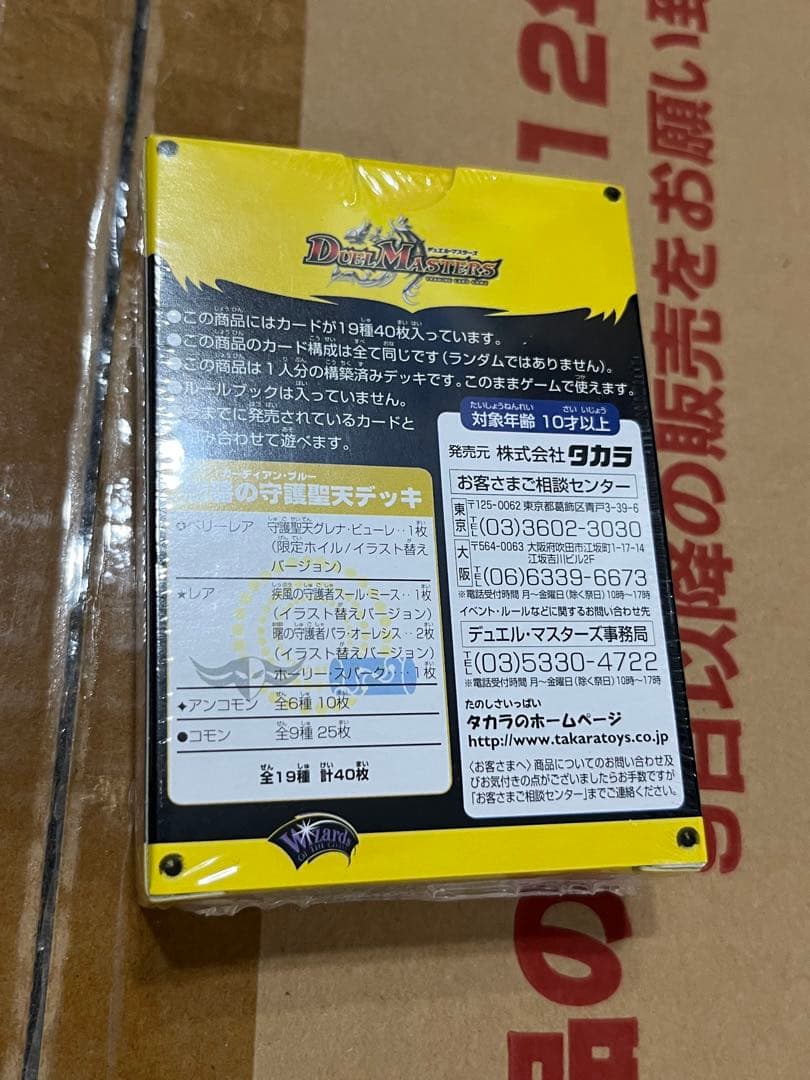 デュエル・マスターズ
DUEL MASTERS
TRADING CARD GAME
●この商品にはカードが19種40枚入っています。
●この商品のカード構成は全て同じです(ランダムではありません)。
●この商品は1人分の構築済みデッキです。このままゲームで使えます。
●ルールブックは入っていません。
までに発売されているカードと
み合わせて遊べます。
対象年齢 10才以上
ーディアン・ブルー
の守護聖天デッキ
ベリーレア 守護聖天グレナ・ビューレ‥1枚
(限定ホイル/イラスト替え
バージョン)
★レア 疾風の守護者スール・ミース‥1枚
(イラスト替えバージョン)
曙の守護者パラ・オーレシス‥2枚
(イラスト替えバージョン)
ホーリー・スパーク‥1枚
♦アンコモン 全6種 10枚
●コモン 全9種 25枚
全19種 計40枚
発売元 株式会社タカラ
お客さまご相談センター
東京 〒125-0062 東京都葛飾区青戸3-39-6
TEL (03)3602-3030
大阪 〒564-0063 大阪府吹田市江坂町1-17-14
江坂吉川ビル2F
TEL (06)6339-6673
※電話受付時間 月~金曜日(除く祭日)10時~17時
イベント・ルールなどに関するお問い合わせ先
デュエル・マスターズ事務局
TEL (03)5330-4722
※電話受付時間 月~金曜日(除く祭日)10時~17時
たのしさいっぱい
タカラのホームページ
http://www.takaratoys.co.jp
〈お客さまへ〉商品についてのお問い合わせ及
びお気付きの点がございましたらお手数ですが
「お客さまご相談センター」までご連絡ください。
Wizards
OF THE COAST
12
日以降の販売をお願い
品の